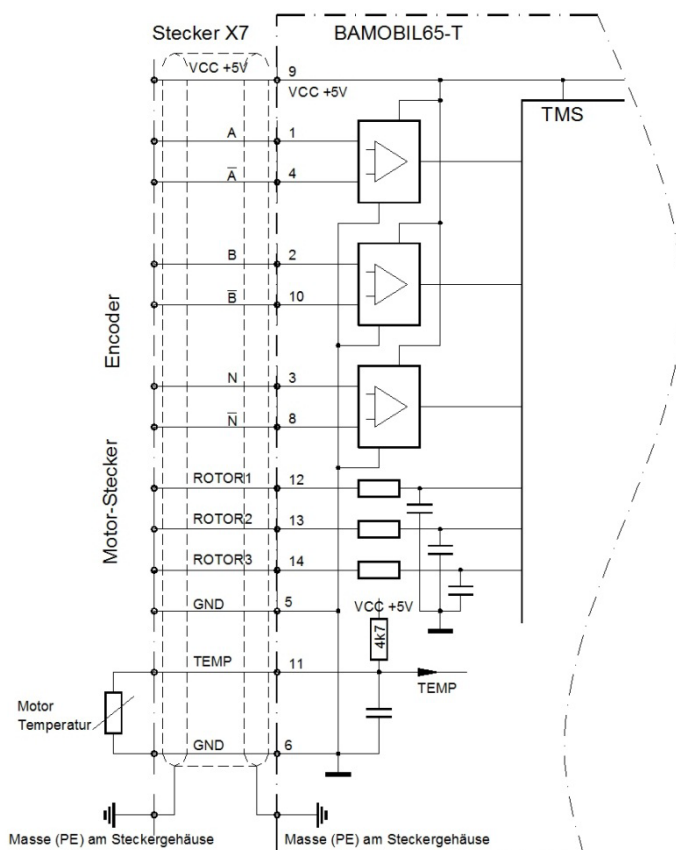 Stecker X7
BAMOBIL65-T
VCC +5V
9
VCC +5V
TMS
A
1
A
4
B
2
B
10
N
3
N
8
Encoder
Motor-Stecker
ROTOR1
12
ROTOR2
13
ROTOR3
14
GND
5
VCC +5V
4k7
TEMP
11
TEMP
Motor
Temperatur
GND
6
Masse (PE) am Steckergehäuse
Masse (PE) am Steckergehäuse